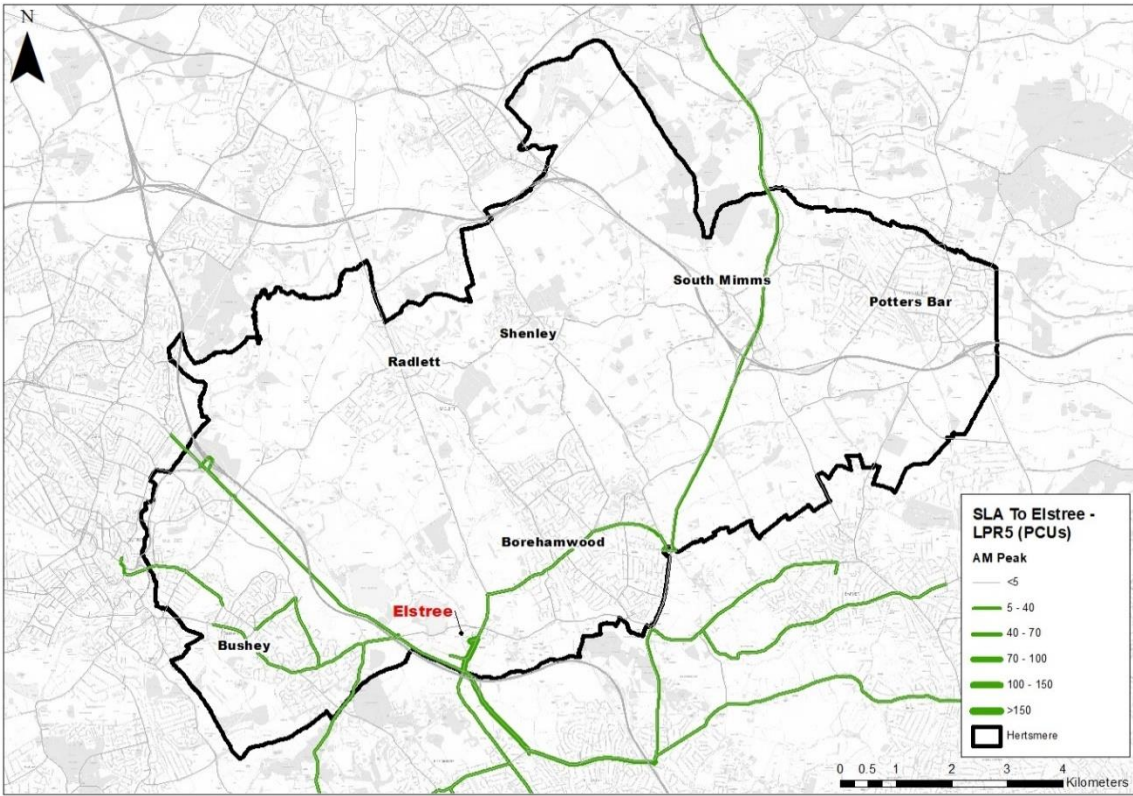 N
South Mimms
Potters Bar
Shenley
Radlett
Borehamwood
Elstree
Bushey
SLA To Elstree -
LPR5 (PCUs)
AM Peak
<5
5 - 40
40 - 70
70 - 100
100 - 150
>150
Hertsmere
0 0.5 1 2 3 4
Kilometers